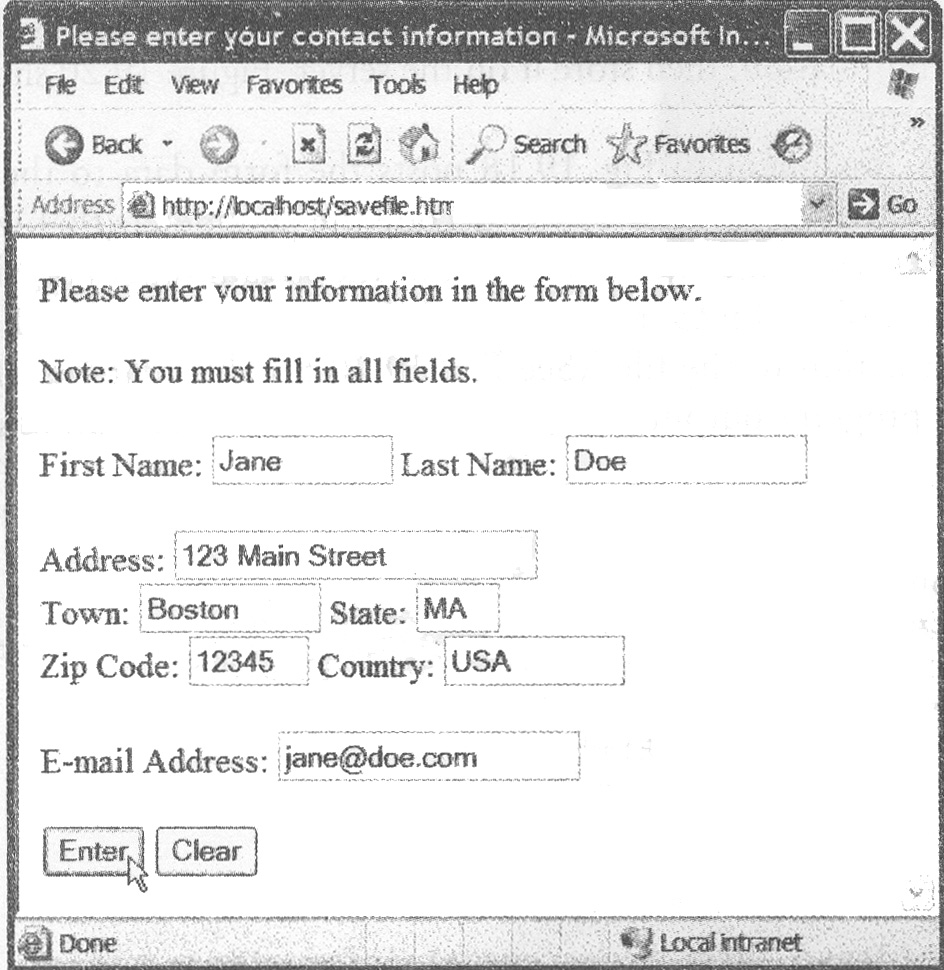 Please enter your contact information - Microsoft In...
File Edit View Favorites Tools Help
Back Search Favorites »
Address http://localhost/savefile.htm Go
Please enter your information in the form below.
Note: You must fill in all fields.
First Name: Jane Last Name: Doe
Address: 123 Main Street
Town: Boston State: MA
Zip Code: 12345 Country: USA
E-mail Address: jane@doe.com
Enter Clear
Done Local intranet